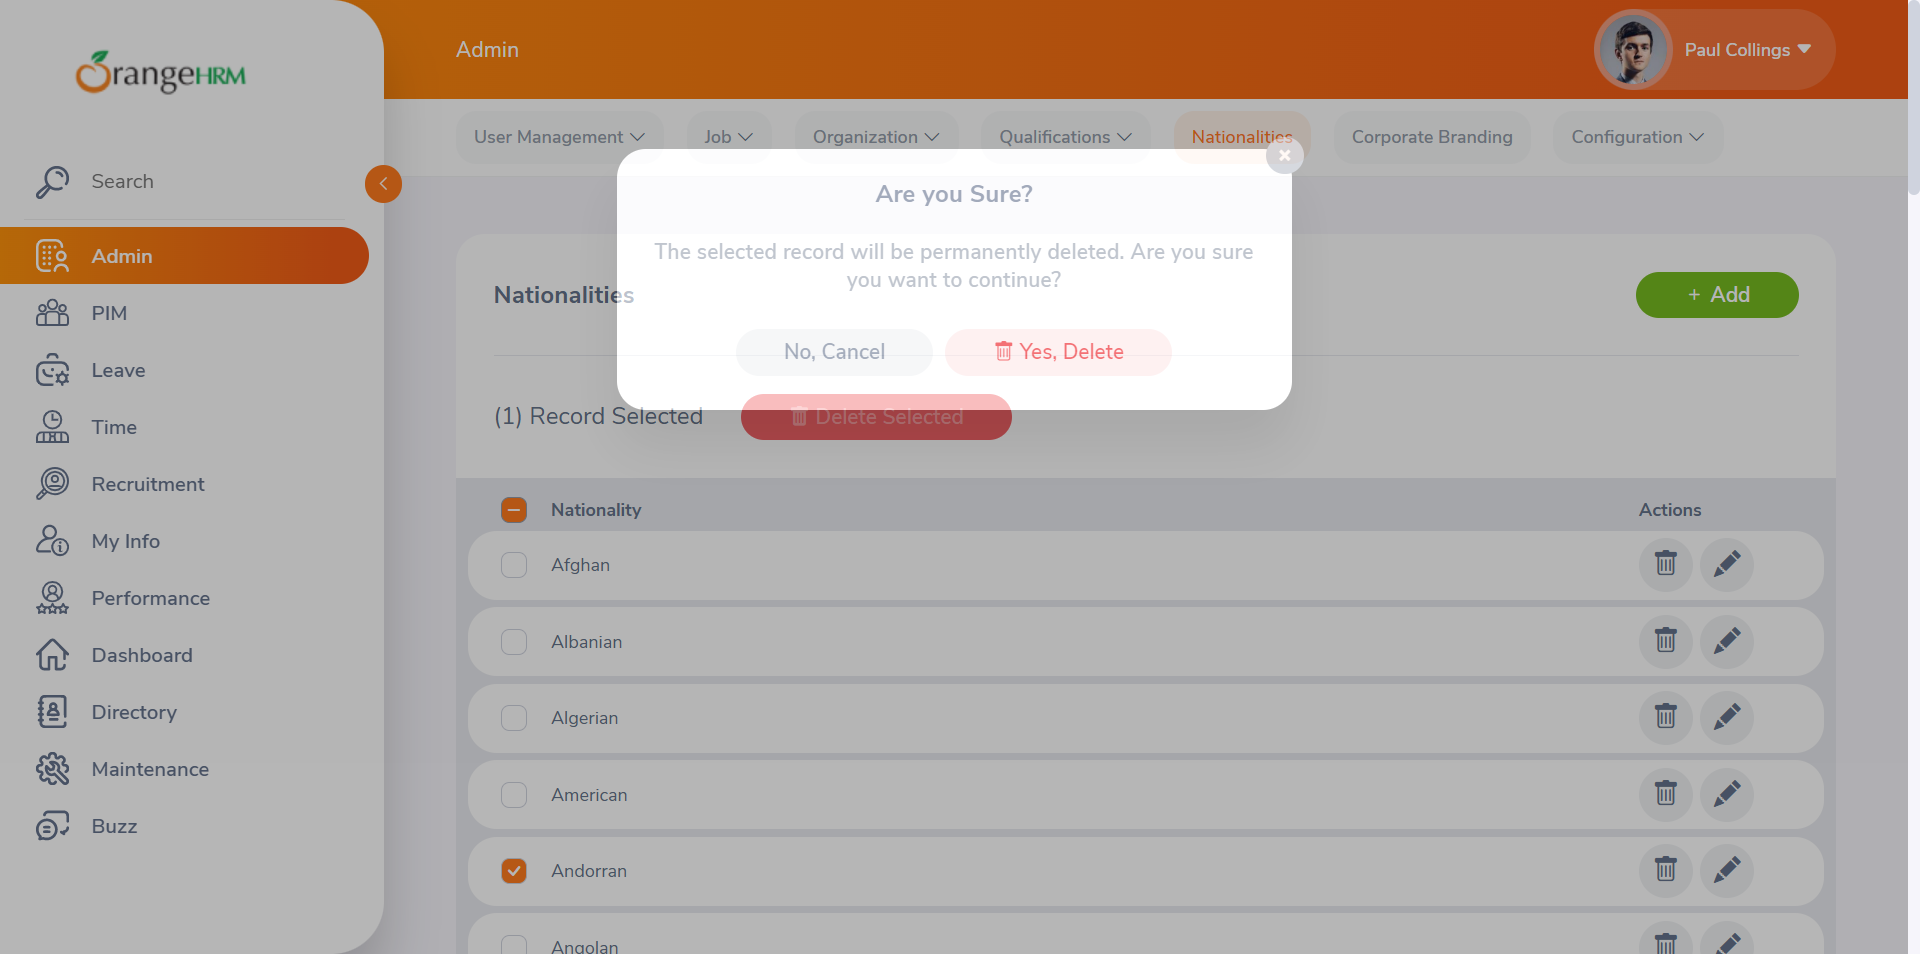 OrangeHRM
Admin
Paul Collings
User Management
Job
Organization
Qualifications
Nationalities
Corporate Branding
Configuration
Search
Admin
PIM
Leave
Time
Recruitment
My Info
Performance
Dashboard
Directory
Maintenance
Buzz
Are you Sure?
The selected record will be permanently deleted. Are you sure
you want to continue?
No, Cancel
Yes, Delete
Nationalities
+ Add
(1) Record Selected
Delete Selected
Nationality
Actions
Afghan
Albanian
Algerian
American
Andorran
Angolan